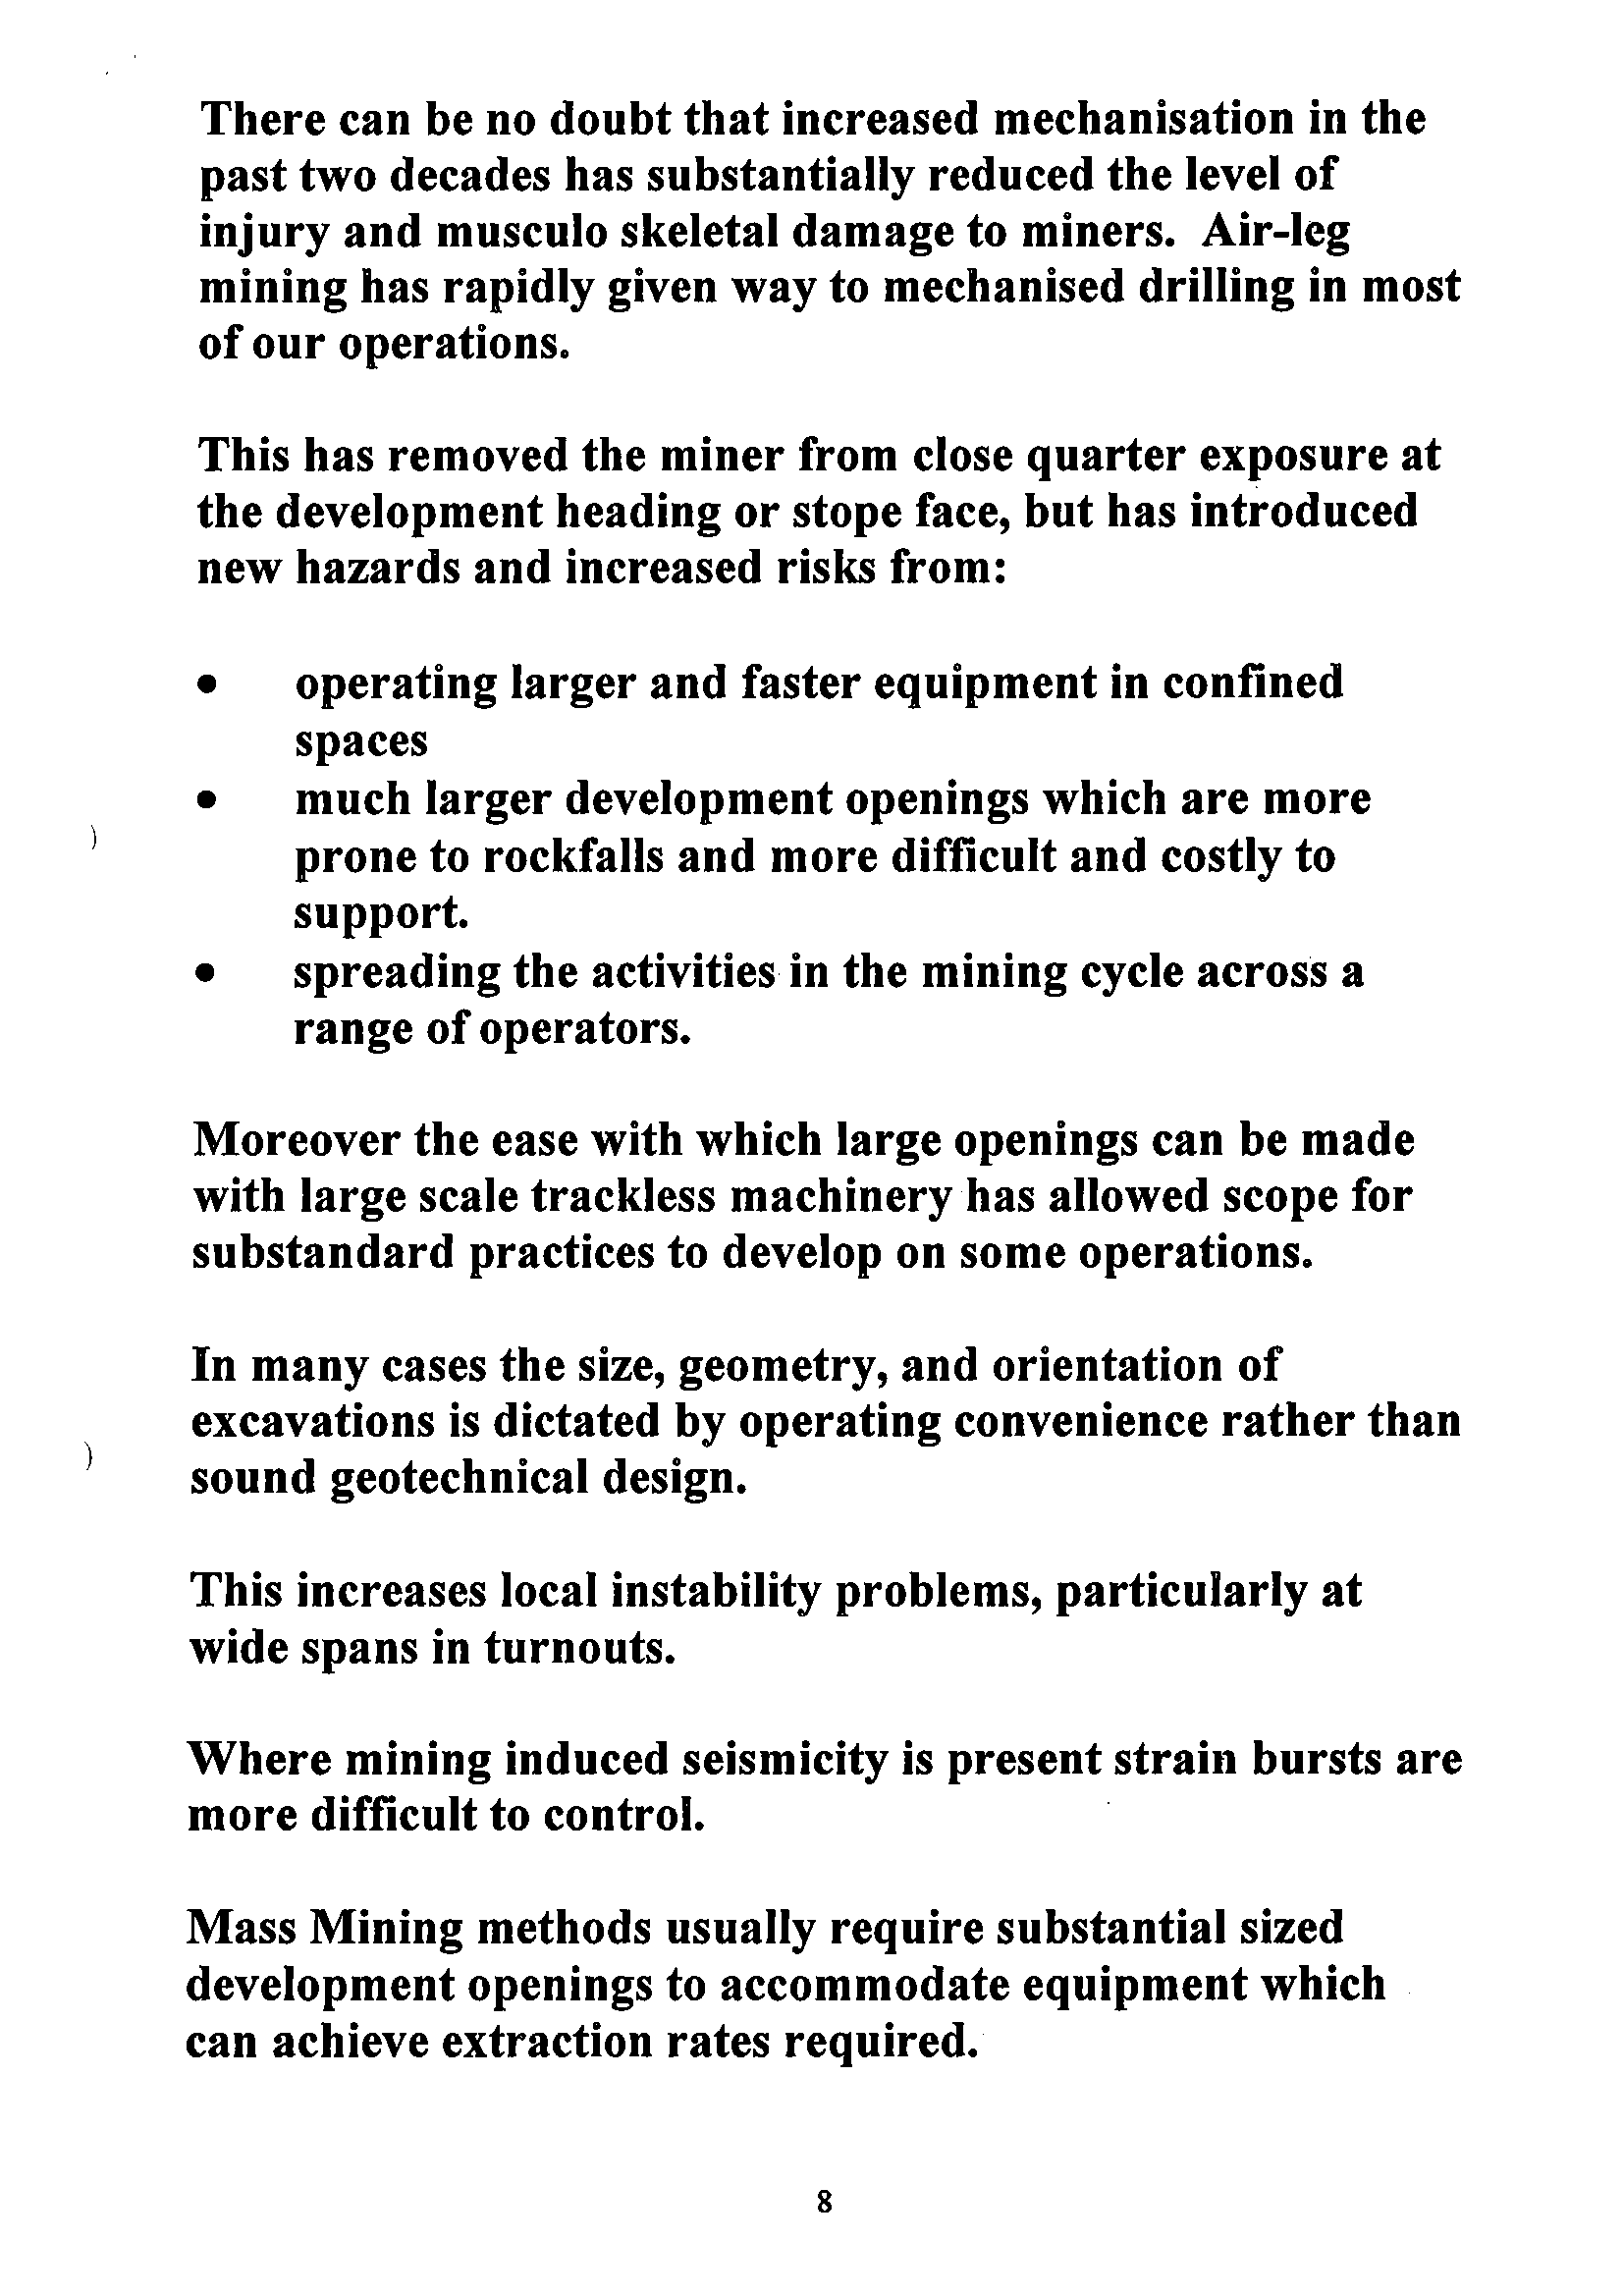 There can be no doubt that increased mechanisation in the
past two decades has substantially reduced the level of
injury and musculo skeletal damage to miners.  Air-leg
mining has rapidly given way to mechanised drilling in most
of our operations.
This has removed the miner from close quarter exposure at
the development heading or stope face, but has introduced
new hazards and increased risks from:
• operating larger and faster equipment in confined
spaces
• much larger development openings which are more
prone to rockfalls and more difficult and costly to
support.
• spreading the activities in the mining cycle across a
range of operators.
Moreover the ease with which large openings can be made
with large scale trackless machinery has allowed scope for
substandard practices to develop on some operations.
In many cases the size, geometry, and orientation of
excavations is dictated by operating convenience rather than
sound geotechnical design.
This increases local instability problems, particularly at
wide spans in turnouts.
Where mining induced seismicity is present strain bursts are
more difficult to control.
Mass Mining methods usually require substantial sized
development openings to accommodate equipment which
can achieve extraction rates required.
8